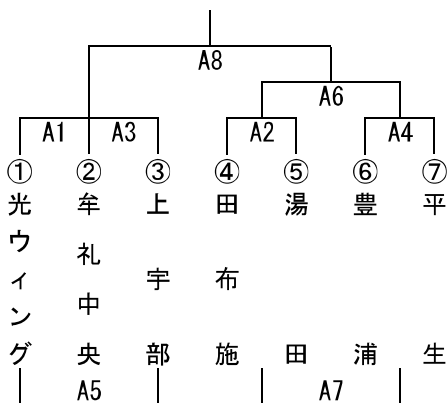 A8
A6
A1 A3 A2 A4
① ② ③ ④ ⑤ ⑥ ⑦
光ウィング
牟礼中央
上宇部
田布施
湯田
豊浦
平生
A5 A7